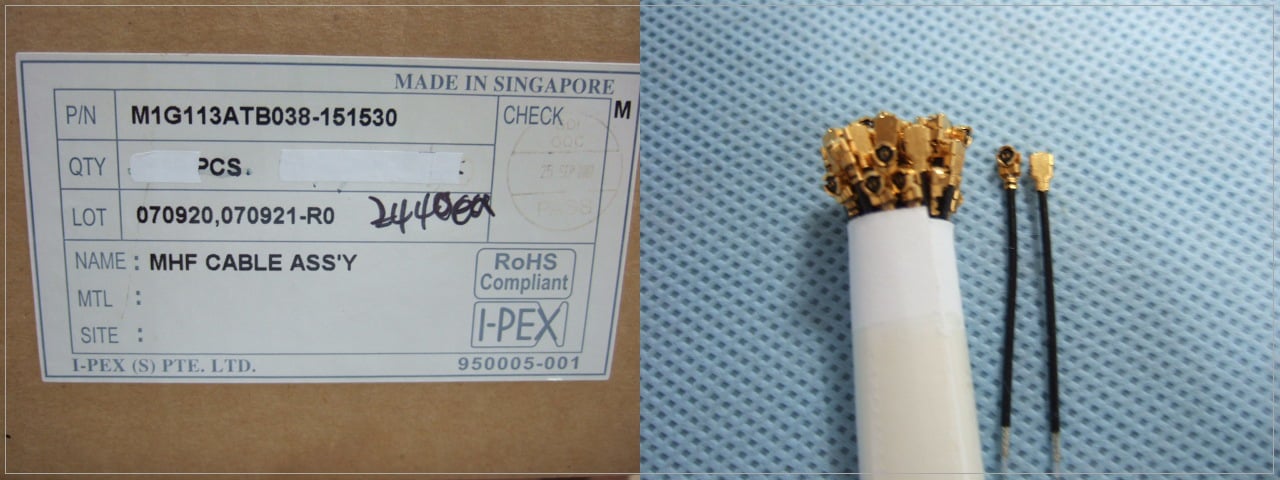 MADE IN SINGAPORE
P/N M1G113ATB038-151530 CHECK M
QTY PCS.
LOT 070920,070921-R0 2440ea
NAME : MHF CABLE ASS'Y
MTL :
SITE :
RoHS
Compliant
I-PEX
I-PEX (S) PTE. LTD. 950005-001